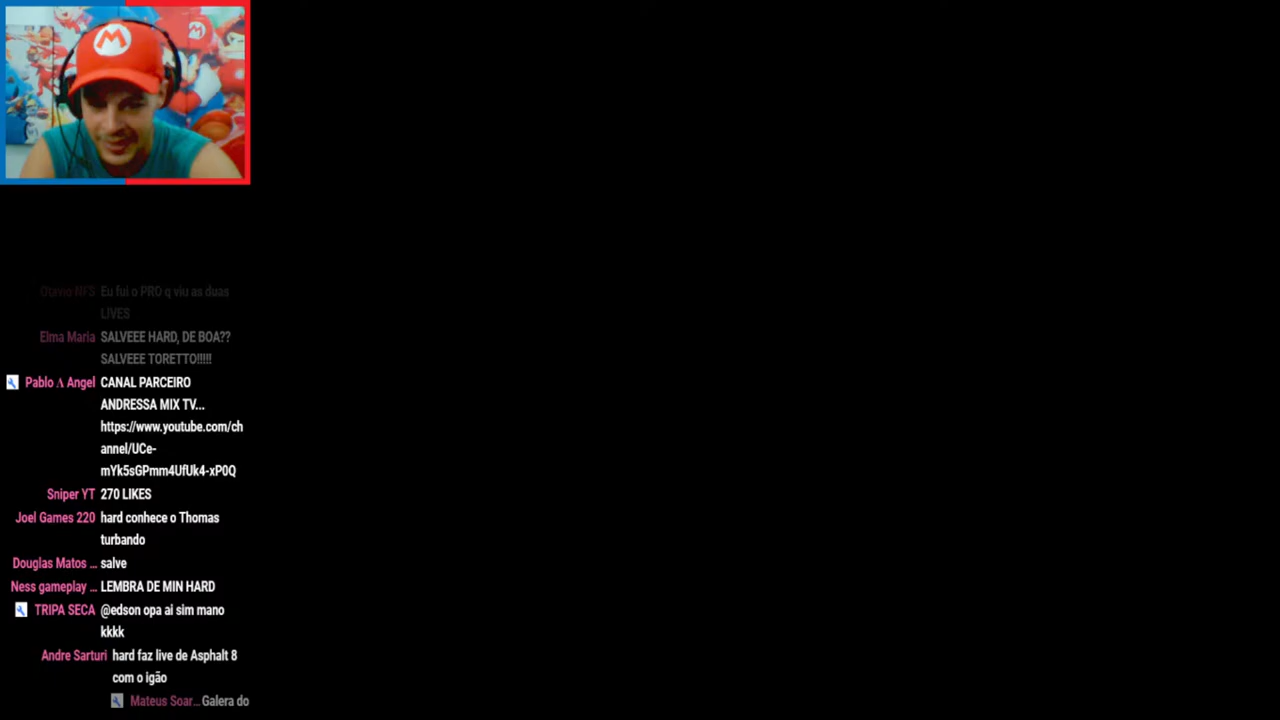 M
Otavio NFS Eu fui o PRO q viu as duas
LIVES
Elma Maria SALVEEE HARD, DE BOA??
SALVEEE TORETTO!!!!!
Pablo Λ Angel CANAL PARCEIRO
ANDRESSA MIX TV...
https://www.youtube.com/ch
annel/UCe-
mYk5sGPmm4UfUk4-xP0Q
Sniper YT 270 LIKES
Joel Games 220 hard conhece o Thomas
turbando
Douglas Matos ... salve
Ness gameplay ... LEMBRA DE MIN HARD
TRIPA SECA @edson opa ai sim mano
kkkk
Andre Sarturi hard faz live de Asphalt 8
com o igão
Mateus Soar... Galera do